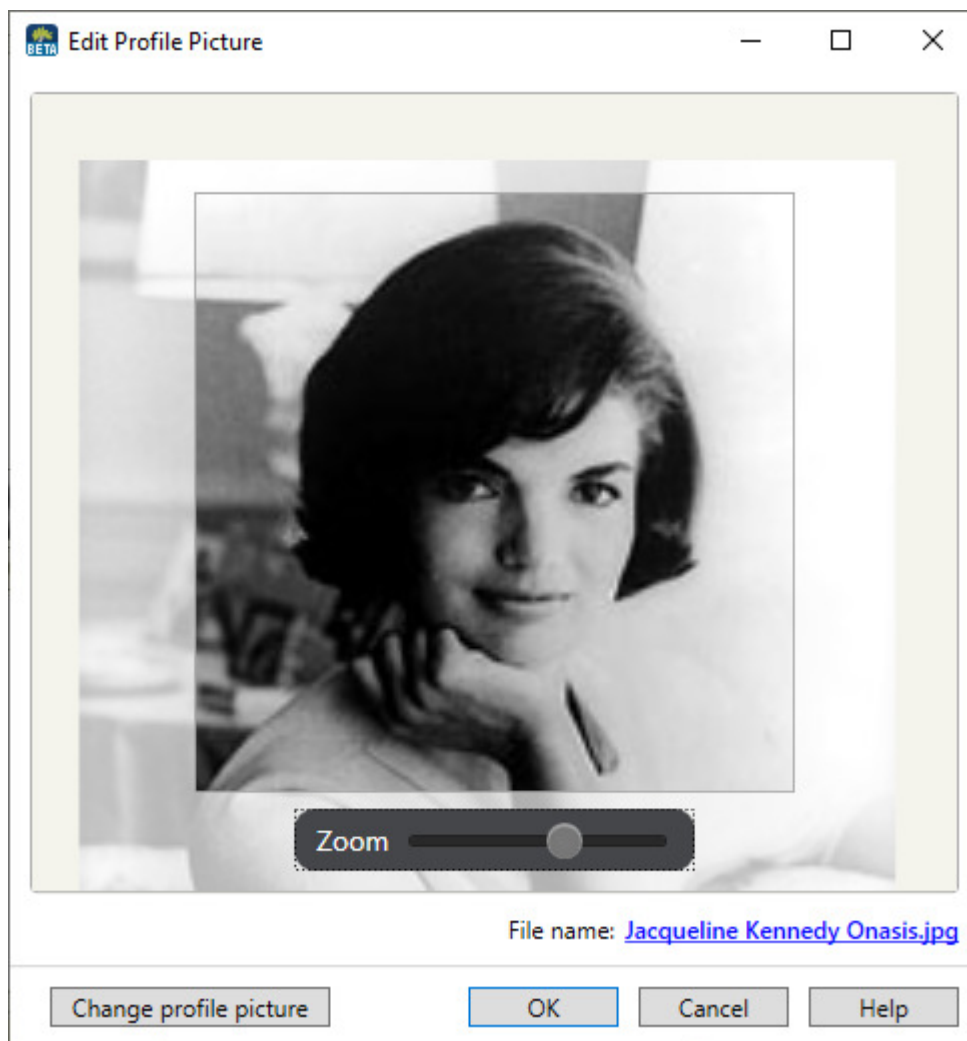 BETA Edit Profile Picture
Zoom
File name: Jacqueline Kennedy Onasis.jpg
Change profile picture OK Cancel Help